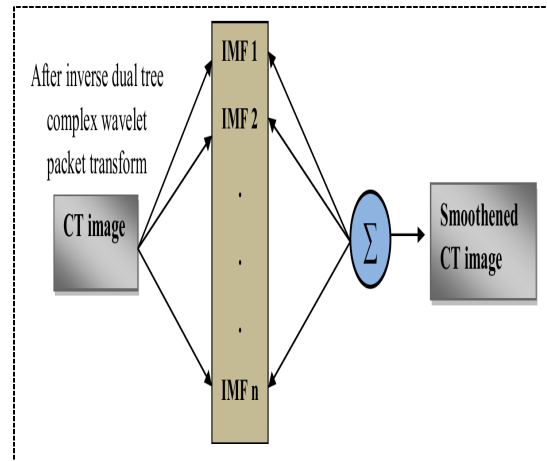 After inverse dual tree
complex wavelet
packet transform
CT image
IMF 1
IMF 2
.
.
.
IMF n
Σ
Smoothened
CT image